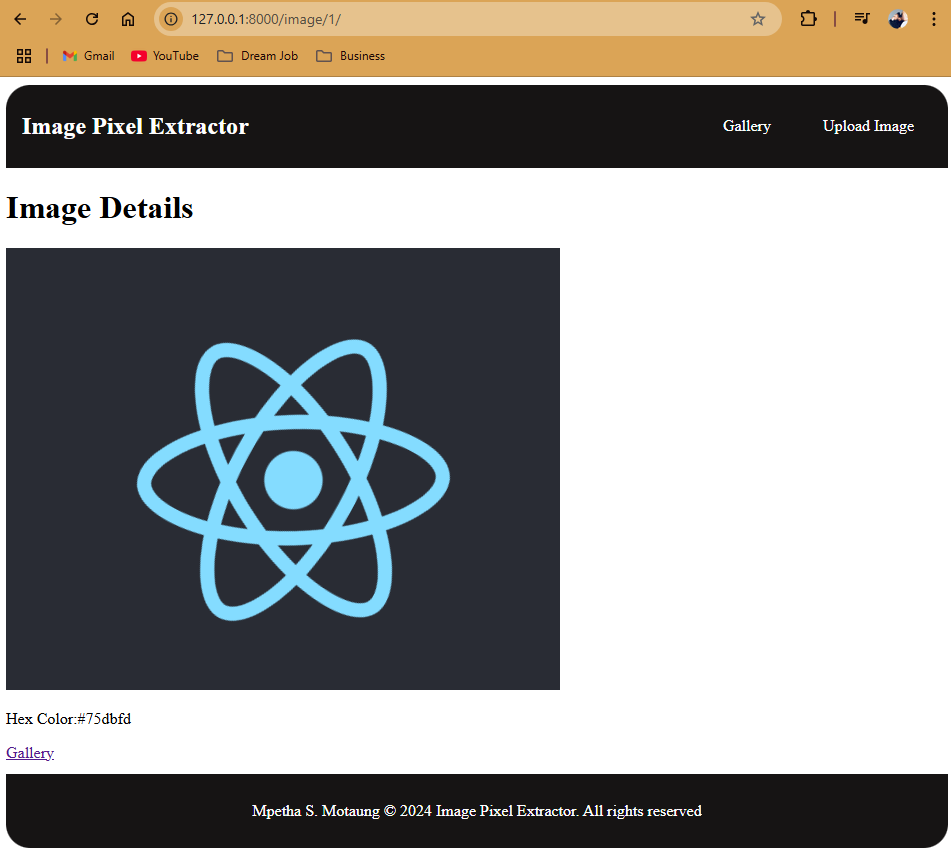 127.0.0.1:8000/image/1/
Gmail YouTube Dream Job Business
Image Pixel Extractor Gallery Upload Image
Image Details
Hex Color:#75dbfd
Gallery
Mpetha S. Motaung © 2024 Image Pixel Extractor. All rights reserved